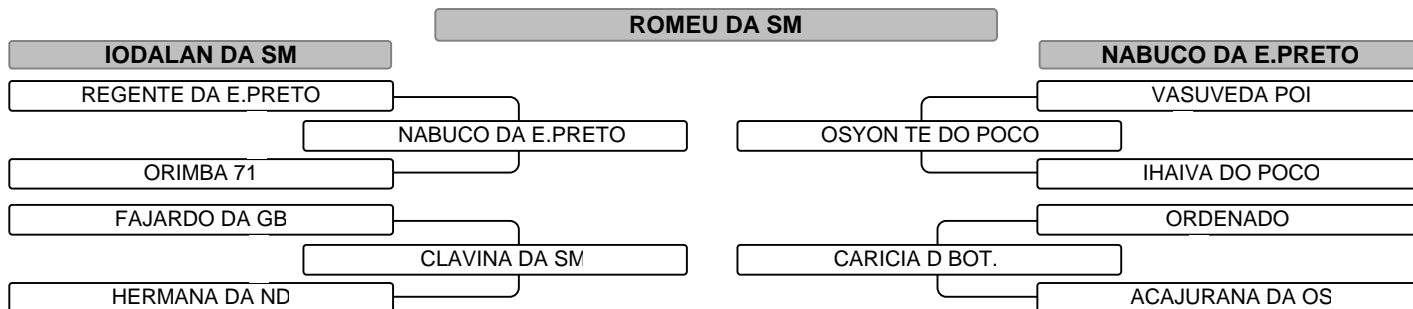 ROMEU DA SM
IODALAN DA SM
NABUCO DA E.PRETO
REGENTE DA E.PRETO
VASUVEDA POI
NABUCO DA E.PRETO
OSYON TE DO POCO
ORIMBA 71
IHAIVA DO POCO
FAJARDO DA GB
ORDENADO
CLAVINA DA SM
CARICIA D BOT.
HERMANA DA ND
ACAJURANA DA OS